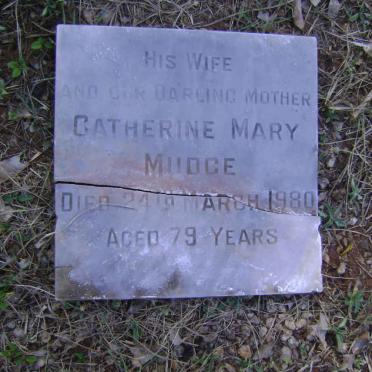 His Wife
and our Darling Mother
Catherine Mary
Mudge
Died 24th March 1980
Aged 79 Years